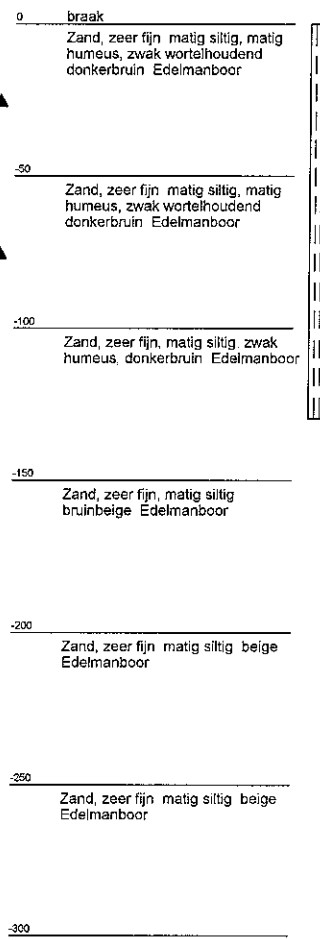 0 braak
Zand, zeer fijn matig siltig, matig
humeus, zwak wortelhoudend
donkerbruin Edelmanboor
-50
Zand, zeer fijn matig siltig, matig
humeus, zwak wortelhoudend
donkerbruin Edelmanboor
-100
Zand, zeer fijn, matig siltig. zwak
humeus, donkerbruin Edelmanboor
-150
Zand, zeer fijn, matig siltig
bruinbeige Edelmanboor
-200
Zand, zeer fijn matig siltig beige
Edelmanboor
-250
Zand, zeer fijn matig siltig beige
Edelmanboor
-300